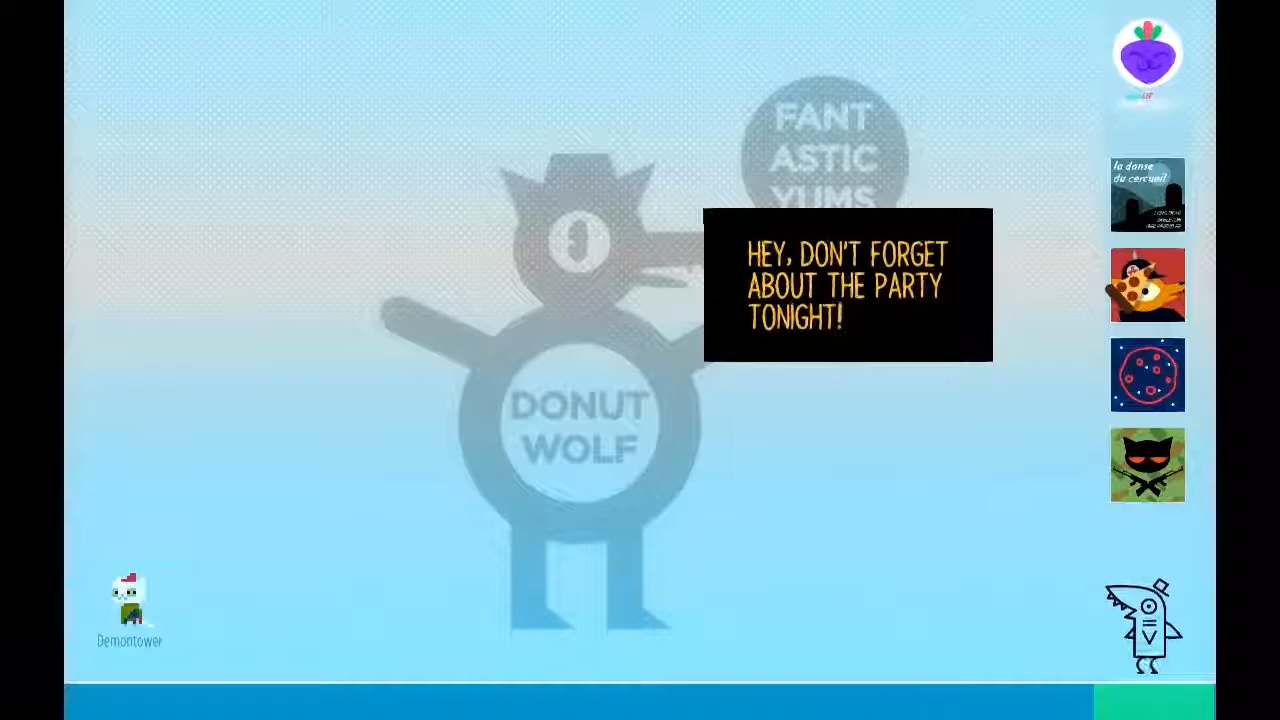 FANT
ASTIC
YUMS
la danse
du cercueil
HEY, DON'T FORGET
ABOUT THE PARTY
TONIGHT!
DONUT
WOLF
Demontower